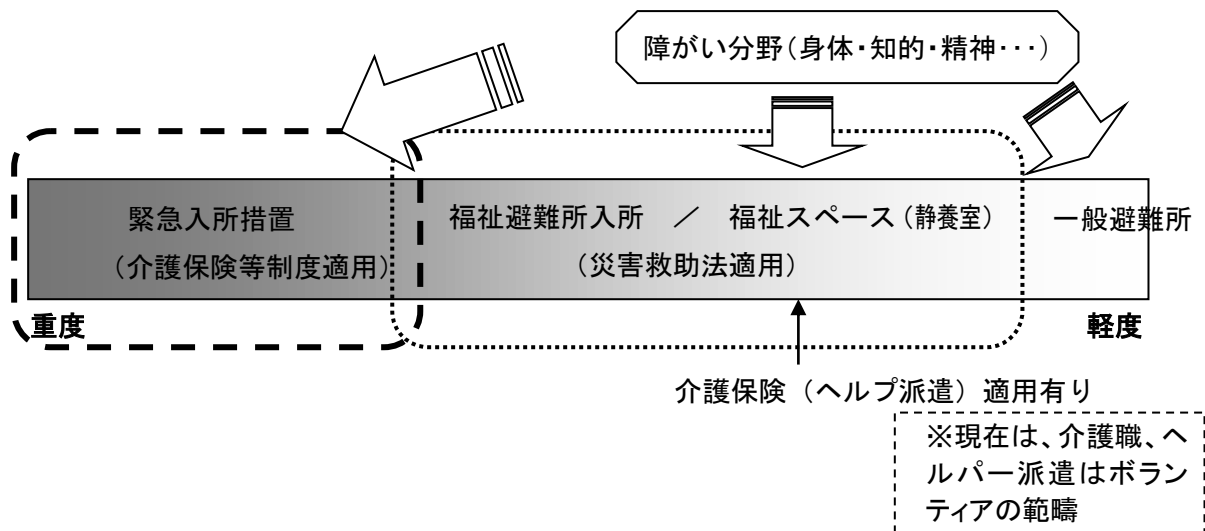 障がい分野(身体・知的・精神･･･)
緊急入所措置
(介護保険等制度適用)
福祉避難所入所 / 福祉スペース(静養室)
(災害救助法適用)
一般避難所
重度
軽度
介護保険(ヘルプ派遣)適用有り
※現在は、介護職、ヘ
ルパー派遣はボラン
ティアの範疇